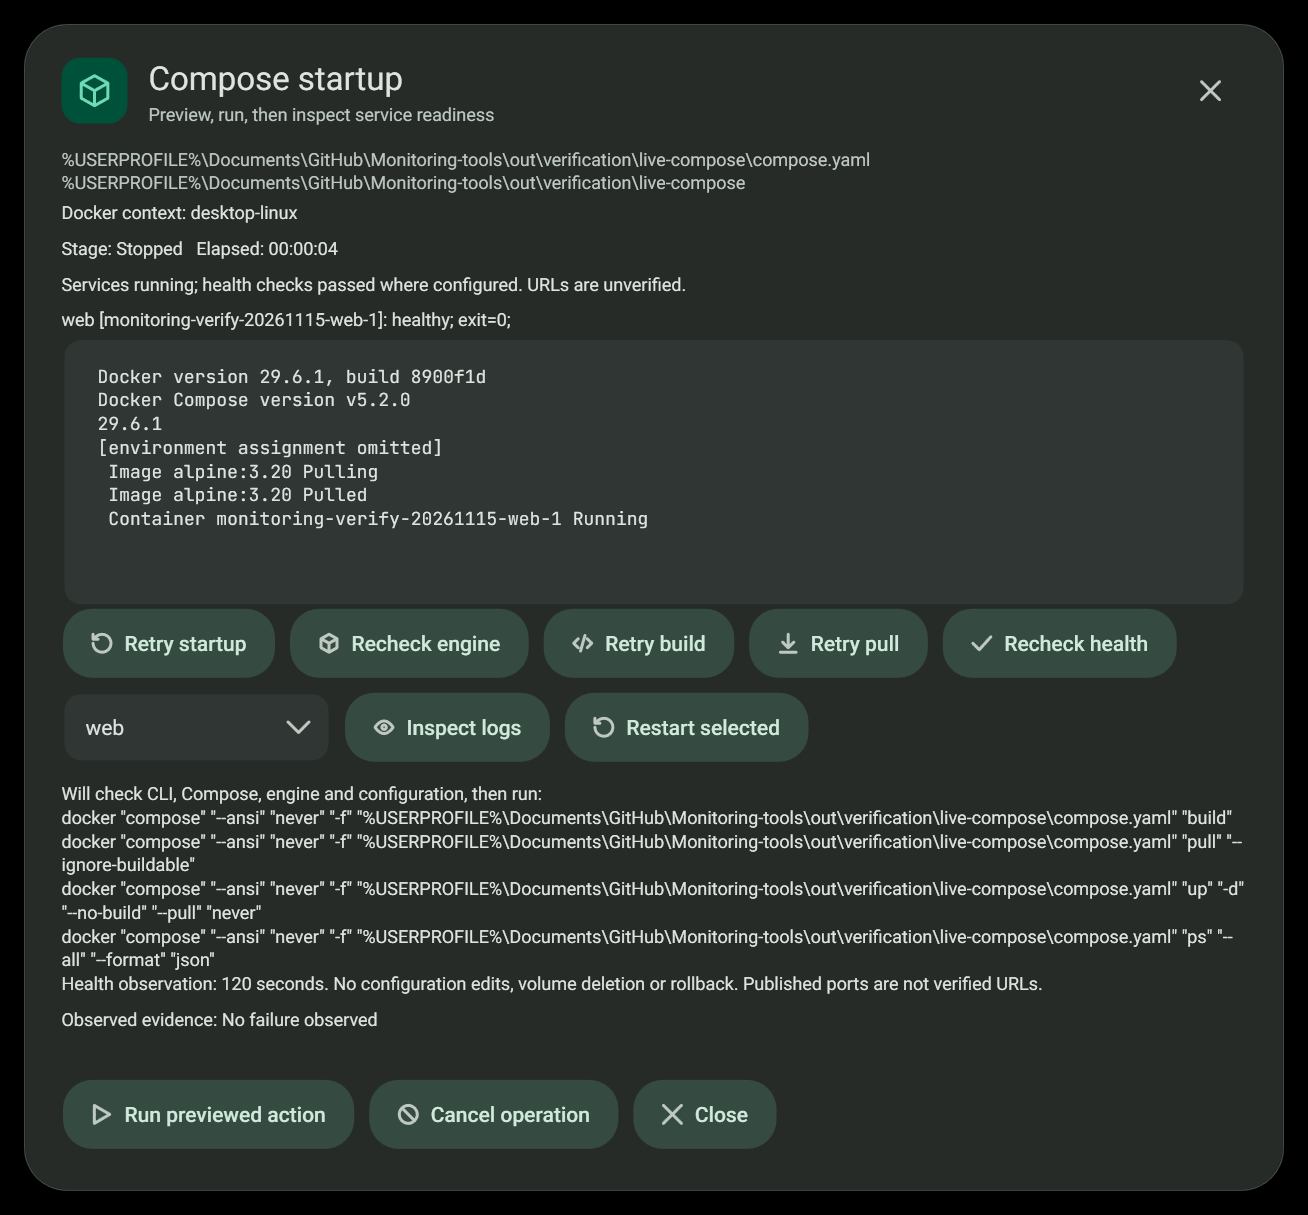 Compose startup
Preview, run, then inspect service readiness
%USERPROFILE%\Documents\GitHub\Monitoring-tools\out\verification\live-compose\compose.yaml
%USERPROFILE%\Documents\GitHub\Monitoring-tools\out\verification\live-compose
Docker context: desktop-linux
Stage: Stopped   Elapsed: 00:00:04
Services running; health checks passed where configured. URLs are unverified.
web [monitoring-verify-20261115-web-1]: healthy; exit=0;
Docker version 29.6.1, build 8900f1d
Docker Compose version v5.2.0
29.6.1
[environment assignment omitted]
 Image alpine:3.20 Pulling
 Image alpine:3.20 Pulled
 Container monitoring-verify-20261115-web-1 Running
Retry startup
Recheck engine
Retry build
Retry pull
Recheck health
web
Inspect logs
Restart selected
Will check CLI, Compose, engine and configuration, then run:
docker "compose" "--ansi" "never" "-f" "%USERPROFILE%\Documents\GitHub\Monitoring-tools\out\verification\live-compose\compose.yaml" "build"
docker "compose" "--ansi" "never" "-f" "%USERPROFILE%\Documents\GitHub\Monitoring-tools\out\verification\live-compose\compose.yaml" "pull" "--
ignore-buildable"
docker "compose" "--ansi" "never" "-f" "%USERPROFILE%\Documents\GitHub\Monitoring-tools\out\verification\live-compose\compose.yaml" "up" "-d"
"--no-build" "--pull" "never"
docker "compose" "--ansi" "never" "-f" "%USERPROFILE%\Documents\GitHub\Monitoring-tools\out\verification\live-compose\compose.yaml" "ps" "--
all" "--format" "json"
Health observation: 120 seconds. No configuration edits, volume deletion or rollback. Published ports are not verified URLs.
Observed evidence: No failure observed
Run previewed action
Cancel operation
Close